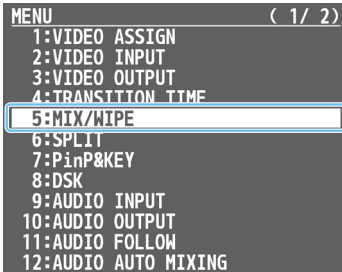 MENU ( 1/ 2)
1:VIDEO ASSIGN
2:VIDEO INPUT
3:VIDEO OUTPUT
4:TRANSITION TIME
5:MIX/WIPE
6:SPLIT
7:PinP&KEY
8:DSK
9:AUDIO INPUT
10:AUDIO OUTPUT
11:AUDIO FOLLOW
12:AUDIO AUTO MIXING